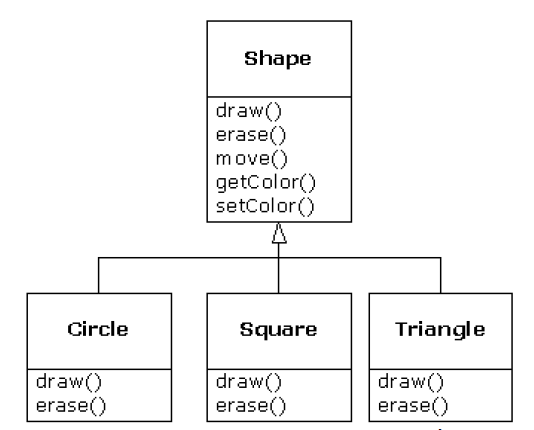 Shape
draw()
erase()
move()
getColor()
setColor()
Circle
draw()
erase()
Square
draw()
erase()
Triangle
draw()
erase()